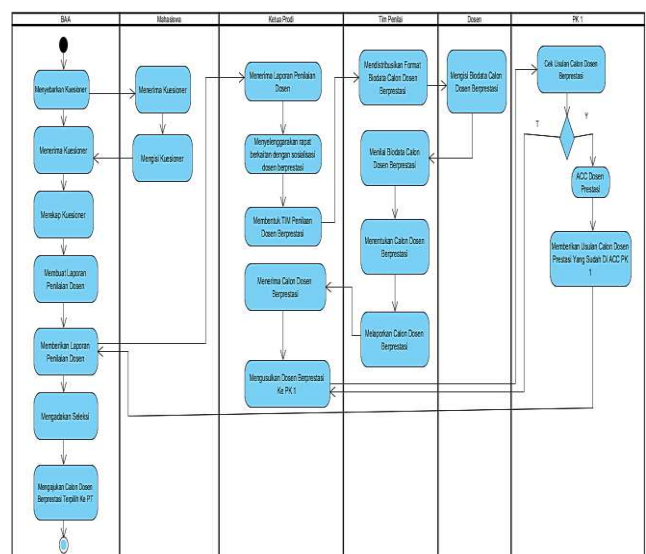 BAA
Mahasiswa
Ketua Prodi
Tim Penilai
Dosen
PK 1
Menyebarkan Kuesioner
Menerima Kuesioner
Merekap Kuesioner
Membuat Laporan
Penilaian Dosen
Memberikan Laporan
Penilaian Dosen
Mengadakan Seleksi
Mengajukan Calon Dosen
Berprestasi Terpilih Ke PT
Menerima Kuesioner
Mengisi Kuesioner
Menerima Laporan Penilaian
Dosen
Menyelenggarakan rapat
berkaitan dengan sosialisasi
dosen berprestasi
Membentuk TIM Penilaan
Dosen Berprestasi
Menerima Calon Dosen
Berprestasi
Mengusulkan Dosen Berprestasi
Ke PK 1
Mendistribusikan Format
Biodata Calon Dosen
Berprestasi
Menilai Biodata Calon
Dosen Berprestasi
Menentukan Calon Dosen
Berprestasi
Melaporkan Calon Dosen
Berprestasi
Mengisi Biodata Calon
Dosen Berprestasi
Cek Usulan Calon Dosen
Berprestasi
T
Y
ACC Dosen
Prestasi
Memberikan Usulan Calon Dosen
Prestasi Yang Sudah Di ACC PK
1